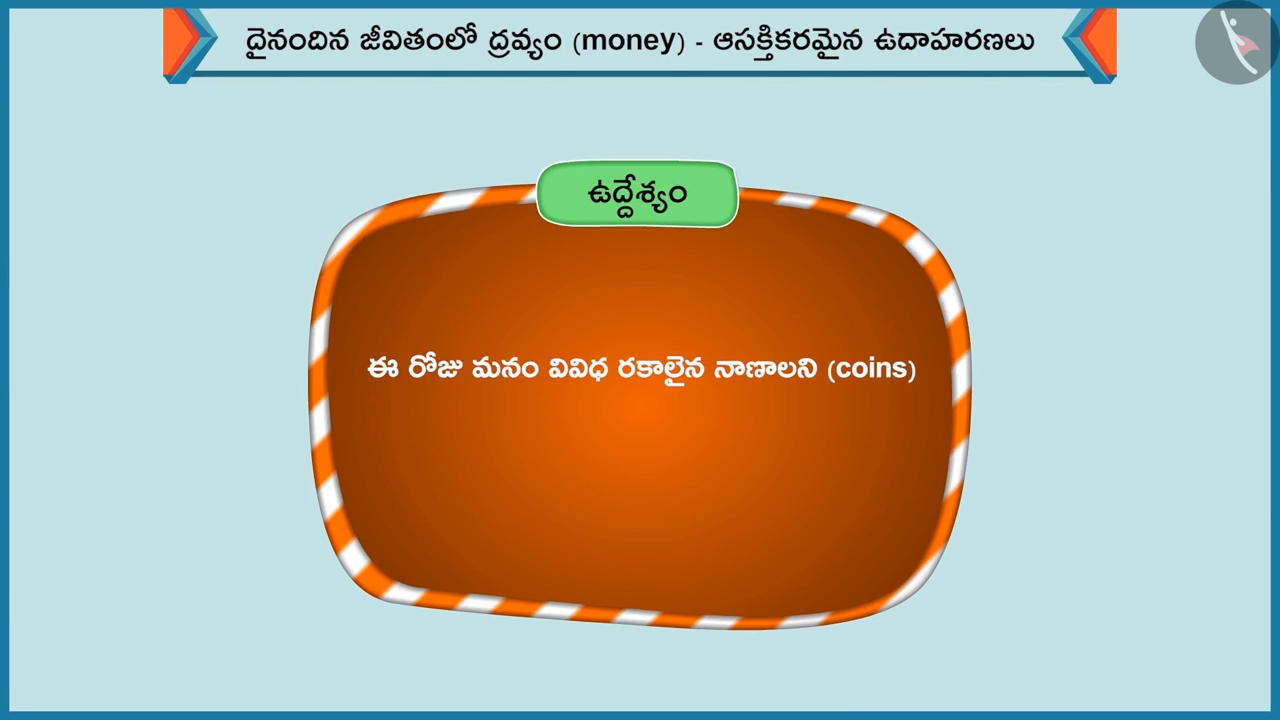 దైనందిన జీవితంలో ద్రవ్యం (money) - ఆసక్తికరమైన ఉదాహరణలు
ఉద్దేశ్యం
ఈ రోజు మనం వివిధ రకాలైన నాణాలని (coins)